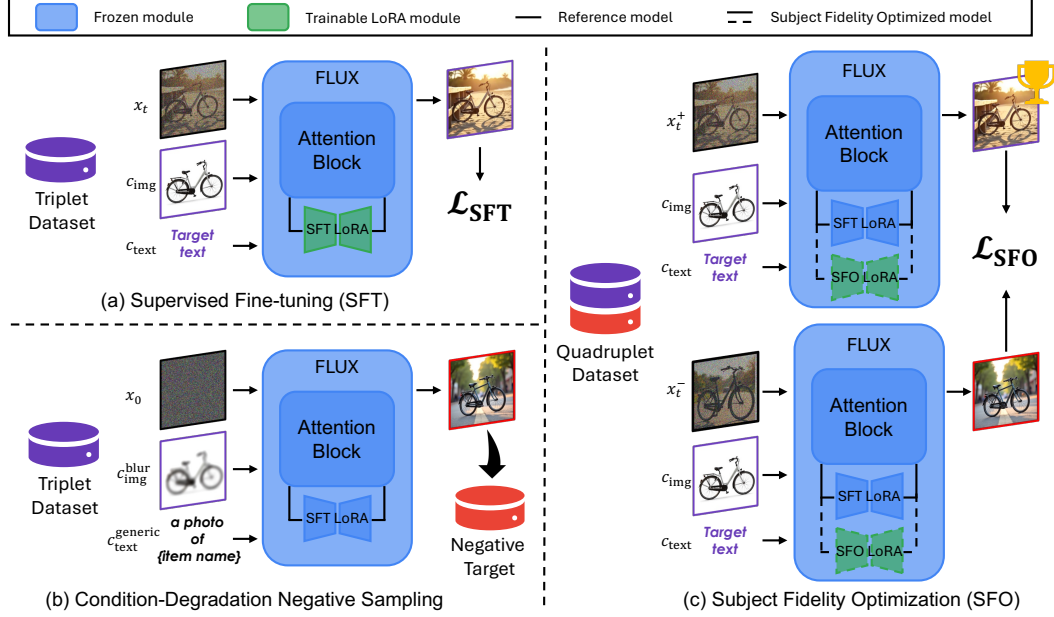 Frozen module
Trainable LoRA module
Reference model
Subject Fidelity Optimized model
FLUX
x_t
Attention
Block
c_img
Triplet
Dataset
SFT LoRA
c_text
Target
text
ℒ_SFT
(a) Supervised Fine-tuning (SFT)
FLUX
x_0
Attention
Block
Triplet
Dataset
c_img^blur
SFT LoRA
c_text^generic
a photo
of
{item name}
Negative
Target
(b) Condition-Degradation Negative Sampling
FLUX
x_t^+
Attention
Block
c_img
SFT LoRA
c_text
Target
text
SFO LoRA
ℒ_SFO
Quadruplet
Dataset
FLUX
x_t^-
Attention
Block
c_img
SFT LoRA
c_text
Target
text
SFO LoRA
(c) Subject Fidelity Optimization (SFO)